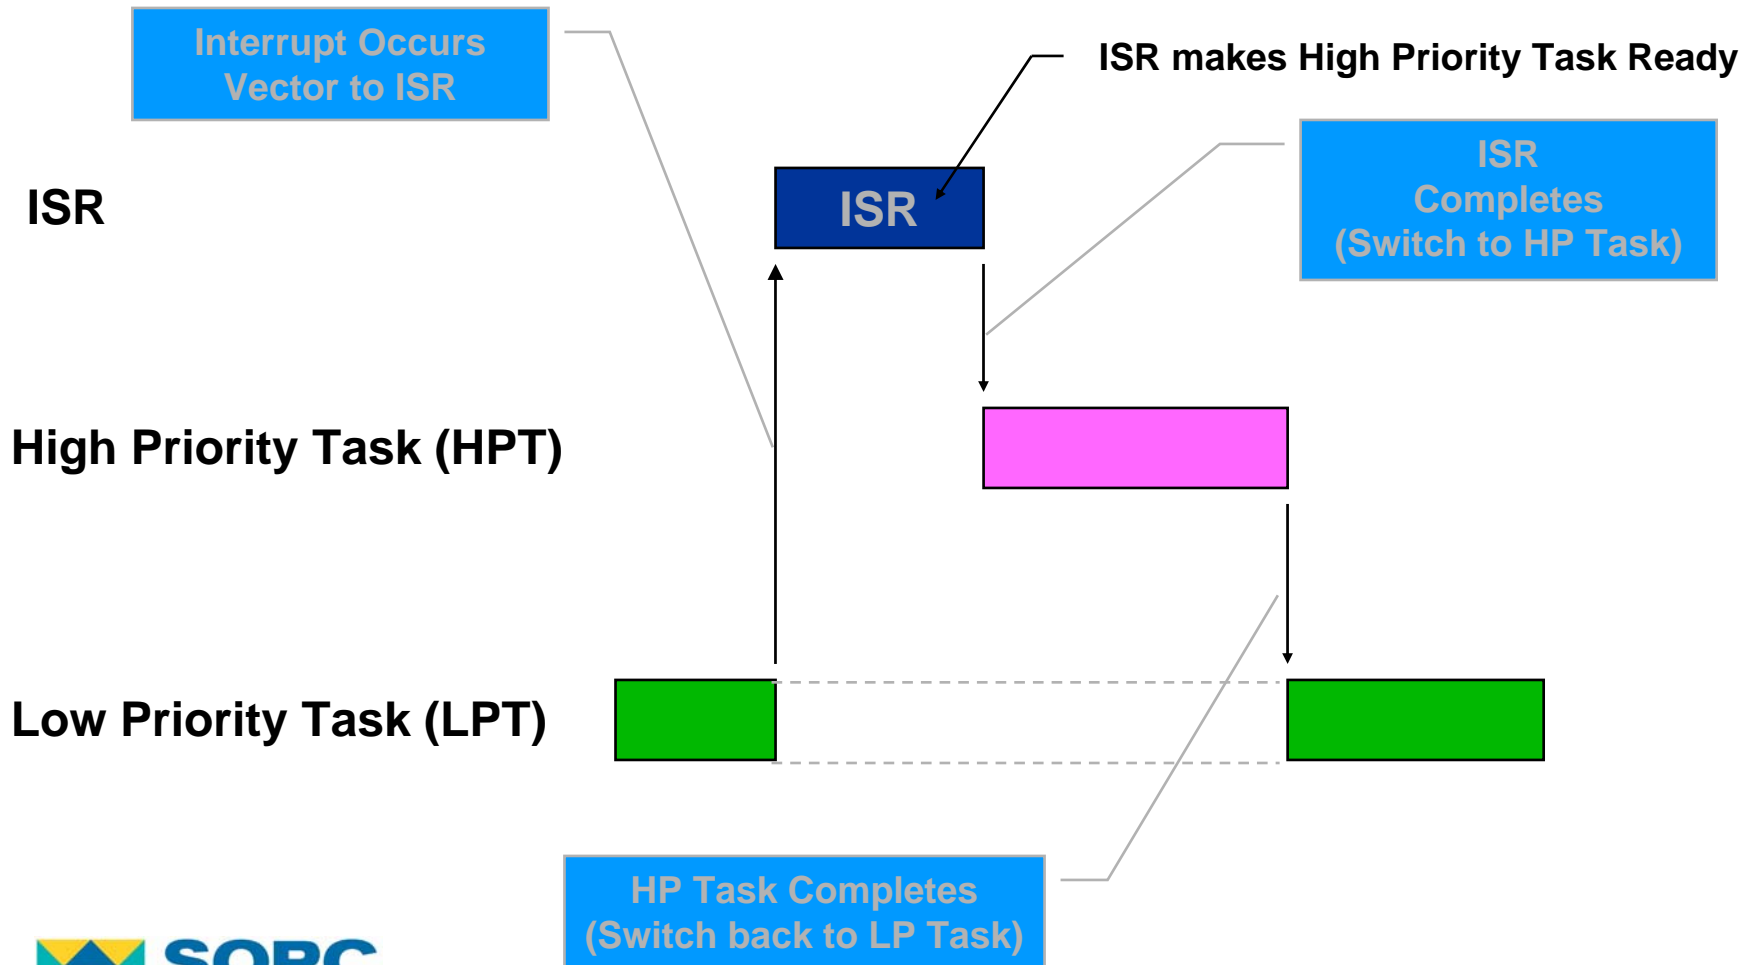 Interrupt Occurs
Vector to ISR
ISR makes High Priority Task Ready
ISR
Completes
(Switch to HP Task)
ISR
ISR
High Priority Task (HPT)
Low Priority Task (LPT)
HP Task Completes
(Switch back to LP Task)
SOPC